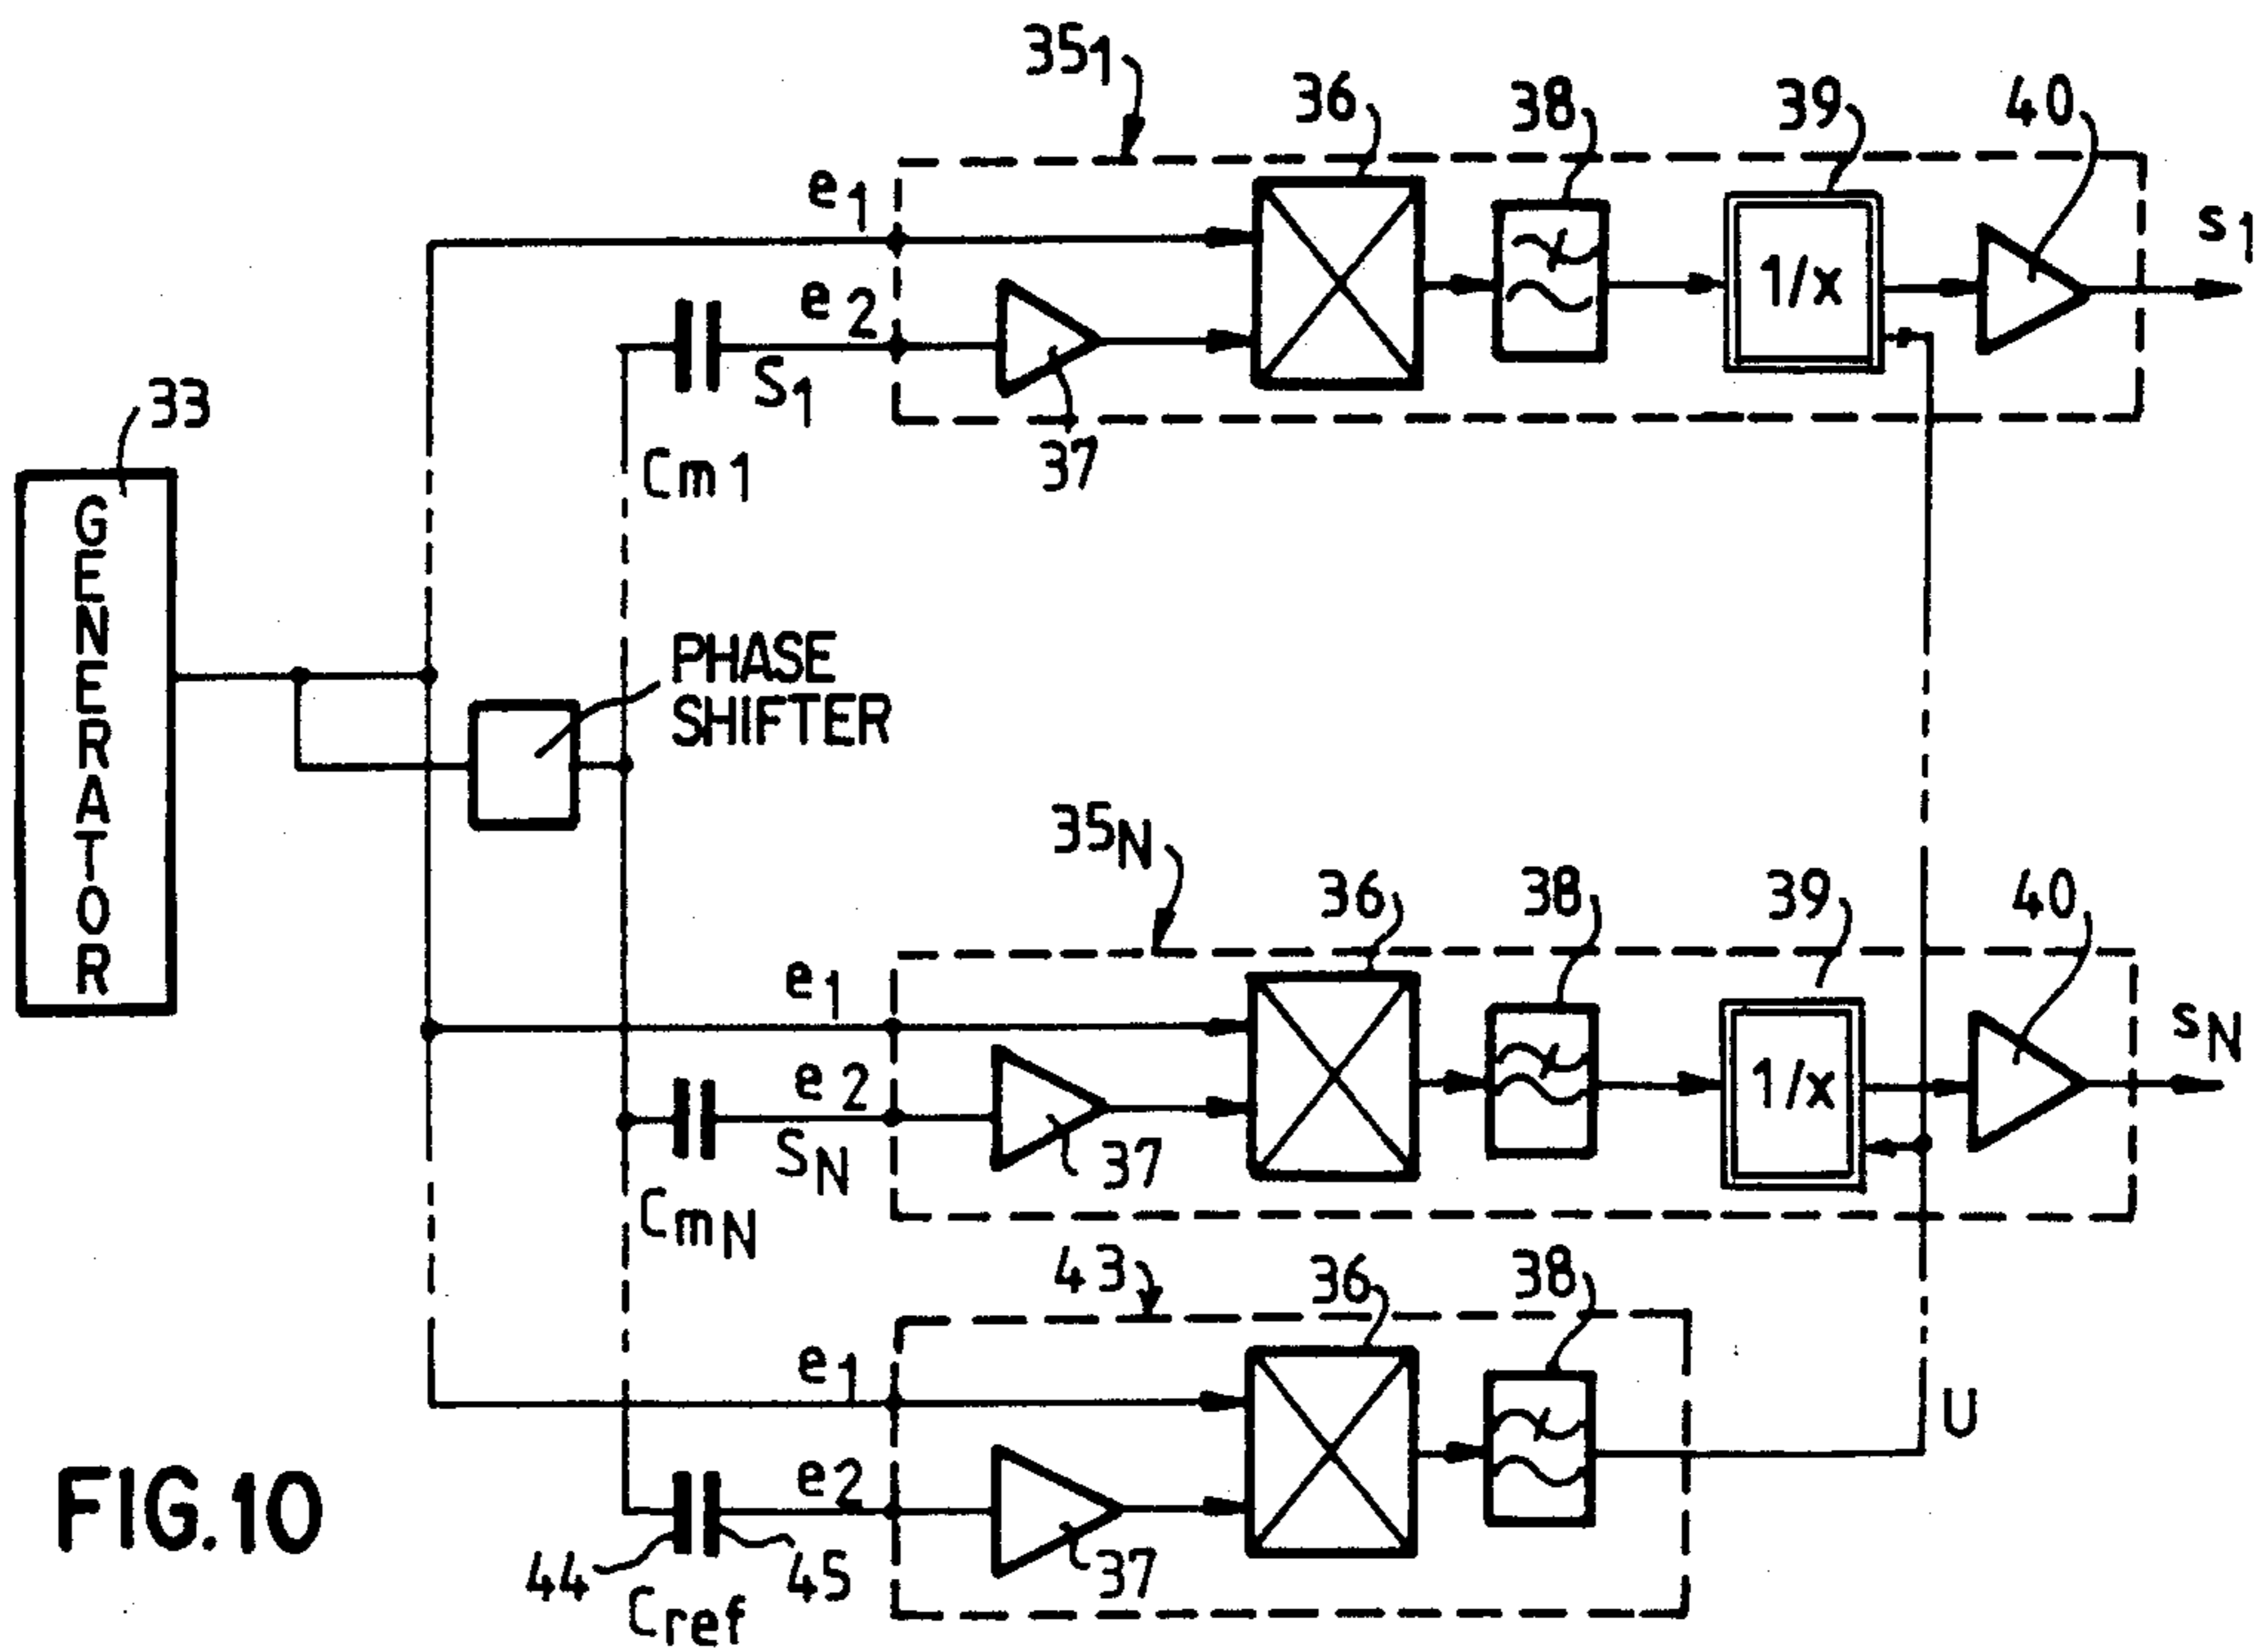 35₁
36
38
39
40
e₁
s₁
e₂
1/x
S₁
37
Cm1
33
GENERATOR
PHASE
SHIFTER
35N
36
38
39
40
e₁
sN
e₂
1/x
SN
37
CmN
43
36
38
e₁
U
e₂
37
44
45
Cref
FIG.10